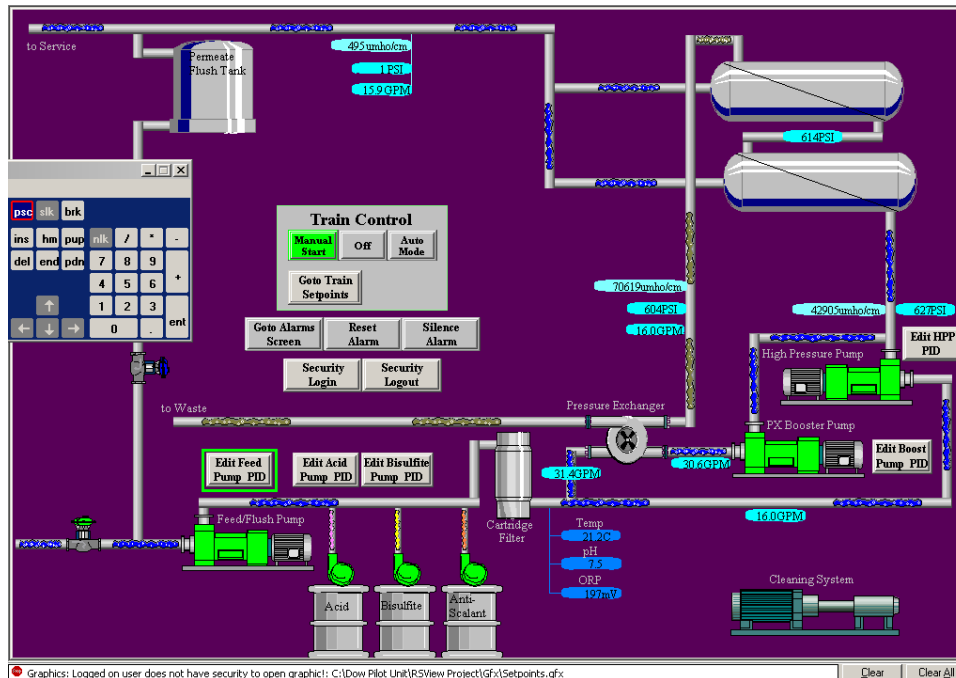 to Service
Permeate
Flush Tank
495umho/cm
1PSI
15.9GPM
614PSI
psc slk brk
ins hm pup nlk / * -
del end pdn 7 8 9 +
4 5 6
↑ 1 2 3 ent
← ↓ → 0 .
Train Control
Manual
Start
Off
Auto
Mode
Goto Train
Setpoints
Goto Alarms
Screen
Reset
Alarm
Silence
Alarm
Security
Login
Security
Logout
70619umho/cm
604PSI
16.0GPM
42905umho/cm
627PSI
Edit HPP
PID
High Pressure Pump
to Waste
Pressure Exchanger
PX Booster Pump
Edit Boost
Pump PID
31.4GPM
30.6GPM
Edit Feed
Pump PID
Edit Acid
Pump PID
Edit Bisulfite
Pump PID
Feed/Flush Pump
Cartridge
Filter
16.0GPM
Temp
21.2C
pH
7.5
ORP
197mV
Acid
Bisulfite
Anti-
Scalant
Cleaning System
Graphics: Logged on user does not have security to open graphic!: C:\Dow Pilot Unit\RSView Project\Gfx\Setpoints.gfx
Clear
Clear All